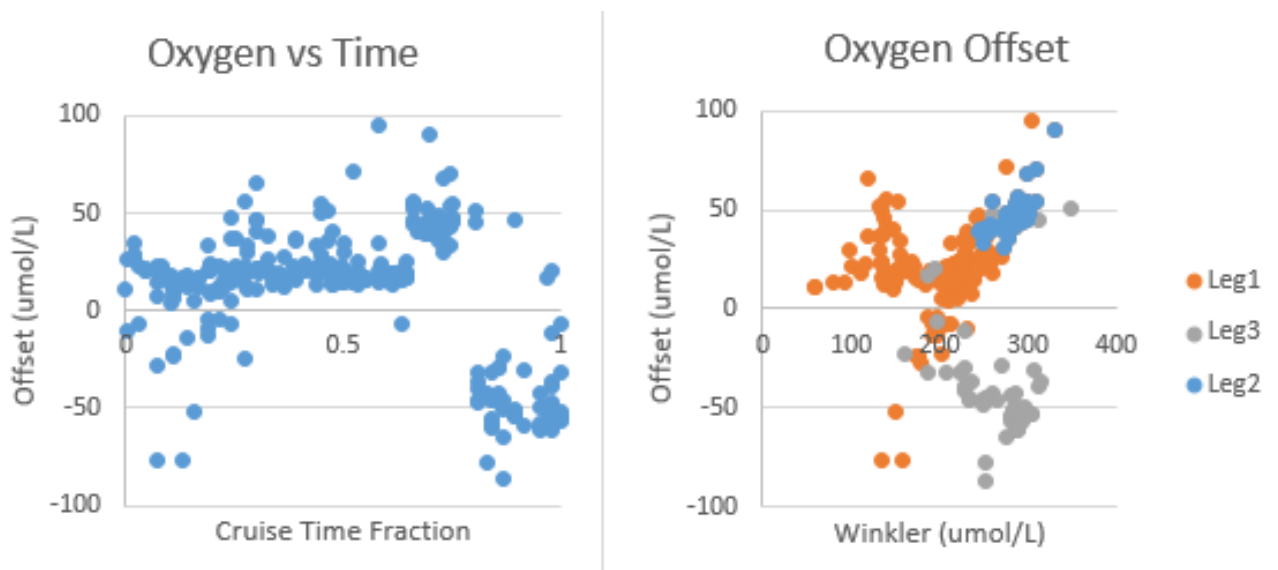 Oxygen vs Time
100
50
0
-50
-100
0
0.5
1
Offset (umol/L)
Cruise Time Fraction
Oxygen Offset
100
50
0
-50
-100
0
100
200
300
400
Offset (umol/L)
Winkler (umol/L)
Leg1
Leg3
Leg2